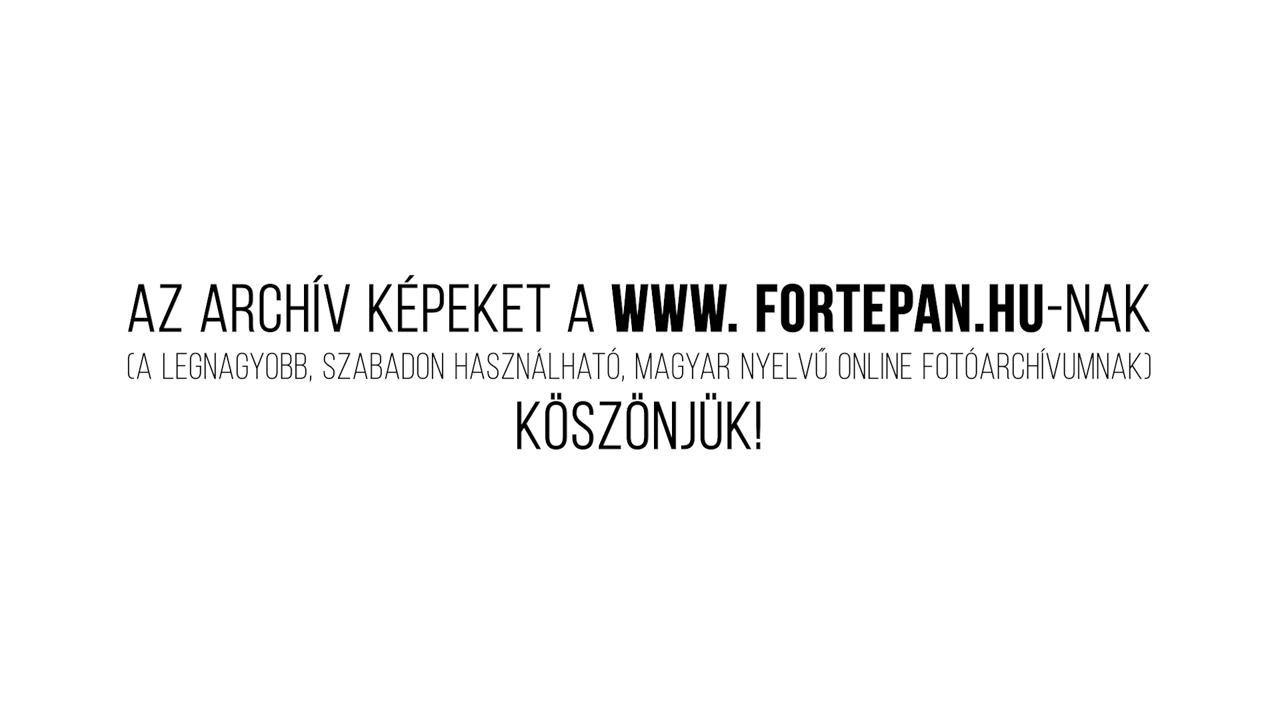 AZ ARCHÍV KÉPEKET A WWW. FORTEPAN.HU-NAK
(A LEGNAGYOBB, SZABADON HASZNÁLHATÓ, MAGYAR NYELVŰ ONLINE FOTÓARCHÍVUMNAK)
KÖSZÖNJÜK!